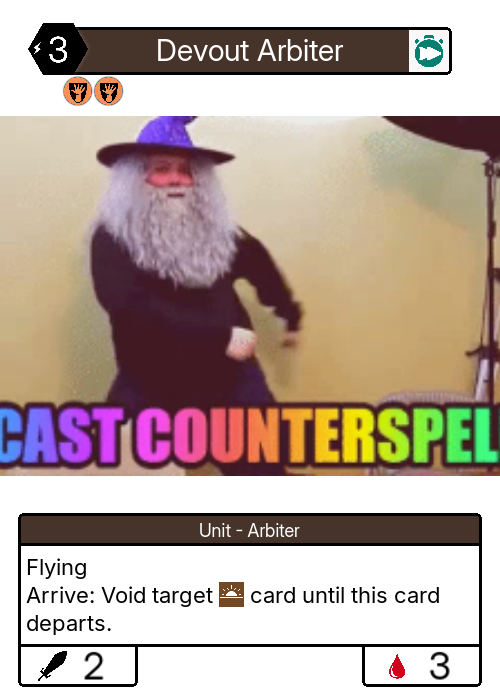 3 Devout Arbiter
CAST COUNTERSPEL
Unit - Arbiter
Flying
Arrive: Void target card until this card
departs.
2 3